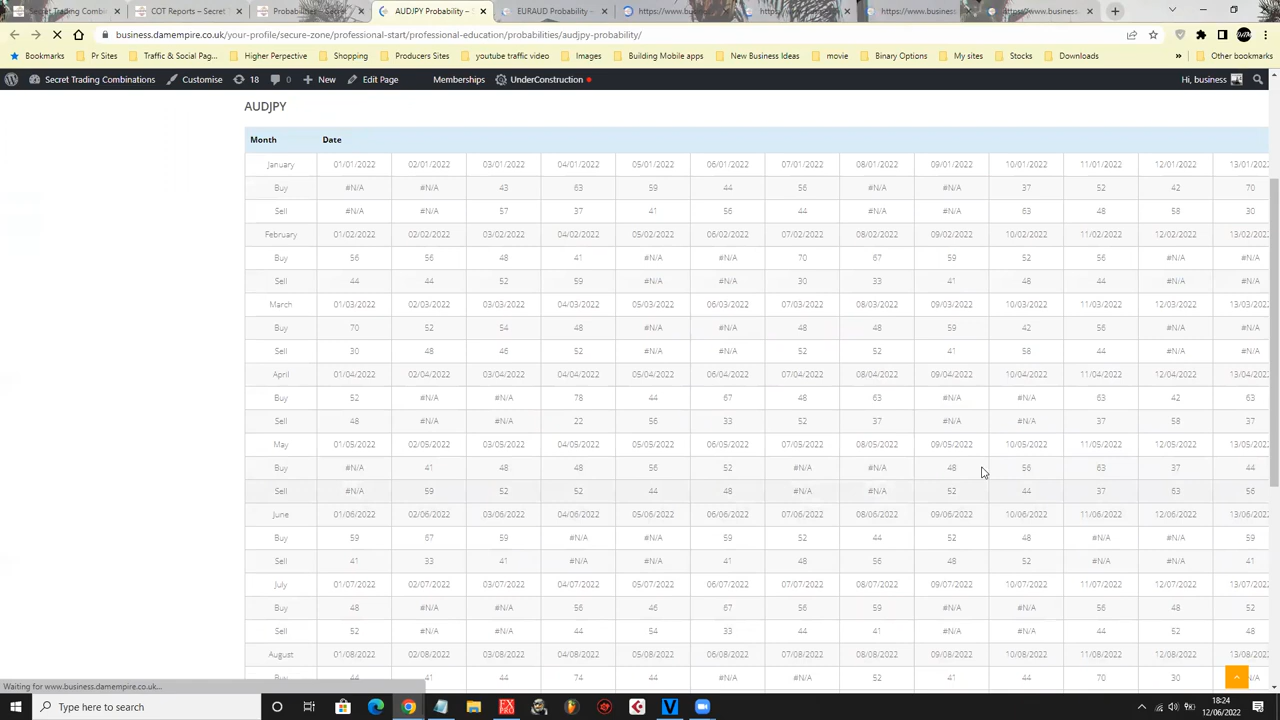 Secret Trading Combin
COT Reports – Secret
Probabilities – Secret
AUDJPY Probability –
EURAUD Probability –
https://www.bus
https://www.busines
https://www.business
https://www.business
business.damempire.co.uk/your-profile/secure-zone/professional-start/professional-education/probabilities/audjpy-probability/
Bookmarks Pr Sites Traffic & Social Pag... Higher Perpective Shopping Producers Sites youtube traffic video Images Building Mobile apps New Business Ideas movie Binary Options My sites Stocks Downloads » Other bookmarks
Secret Trading Combinations Customise 18 0 New Edit Page Memberships UnderConstruction Hi, business
AUDJPY
Month Date
January 01/01/2022 02/01/2022 03/01/2022 04/01/2022 05/01/2022 06/01/2022 07/01/2022 08/01/2022 09/01/2022 10/01/2022 11/01/2022 12/01/2022 13/01/2022
Buy #N/A #N/A 43 63 59 44 56 #N/A #N/A 37 52 42 70
Sell #N/A #N/A 57 37 41 56 44 #N/A #N/A 63 48 58 30
February 01/02/2022 02/02/2022 03/02/2022 04/02/2022 05/02/2022 06/02/2022 07/02/2022 08/02/2022 09/02/2022 10/02/2022 11/02/2022 12/02/2022 13/02/2022
Buy 56 56 48 41 #N/A #N/A 70 67 59 52 56 #N/A #N/A
Sell 44 44 52 59 #N/A #N/A 30 33 41 48 44 #N/A #N/A
March 01/03/2022 02/03/2022 03/03/2022 04/03/2022 05/03/2022 06/03/2022 07/03/2022 08/03/2022 09/03/2022 10/03/2022 11/03/2022 12/03/2022 13/03/2022
Buy 70 52 54 48 #N/A #N/A 48 48 59 42 56 #N/A #N/A
Sell 30 48 46 52 #N/A #N/A 52 52 41 58 44 #N/A #N/A
April 01/04/2022 02/04/2022 03/04/2022 04/04/2022 05/04/2022 06/04/2022 07/04/2022 08/04/2022 09/04/2022 10/04/2022 11/04/2022 12/04/2022 13/04/2022
Buy 52 #N/A #N/A 78 44 67 48 63 #N/A #N/A 63 42 63
Sell 48 #N/A #N/A 22 56 33 52 37 #N/A #N/A 37 58 37
May 01/05/2022 02/05/2022 03/05/2022 04/05/2022 05/05/2022 06/05/2022 07/05/2022 08/05/2022 09/05/2022 10/05/2022 11/05/2022 12/05/2022 13/05/2022
Buy #N/A 41 48 48 56 52 #N/A #N/A 48 56 63 37 44
Sell #N/A 59 52 52 44 48 #N/A #N/A 52 44 37 63 56
June 01/06/2022 02/06/2022 03/06/2022 04/06/2022 05/06/2022 06/06/2022 07/06/2022 08/06/2022 09/06/2022 10/06/2022 11/06/2022 12/06/2022 13/06/2022
Buy 59 67 59 #N/A #N/A 59 52 44 52 48 #N/A #N/A 59
Sell 41 33 41 #N/A #N/A 41 48 56 48 52 #N/A #N/A 41
July 01/07/2022 02/07/2022 03/07/2022 04/07/2022 05/07/2022 06/07/2022 07/07/2022 08/07/2022 09/07/2022 10/07/2022 11/07/2022 12/07/2022 13/07/2022
Buy 48 #N/A #N/A 56 46 67 56 59 #N/A #N/A 56 48 52
Sell 52 #N/A #N/A 44 54 33 44 41 #N/A #N/A 44 52 48
August 01/08/2022 02/08/2022 03/08/2022 04/08/2022 05/08/2022 06/08/2022 07/08/2022 08/08/2022 09/08/2022 10/08/2022 11/08/2022 12/08/2022 13/08/2022
44 41 44 74 44 #N/A #N/A 52 41 44 70 30
Waiting for www.business.damempire.co.uk...
Type here to search
18:24
12/06/2022